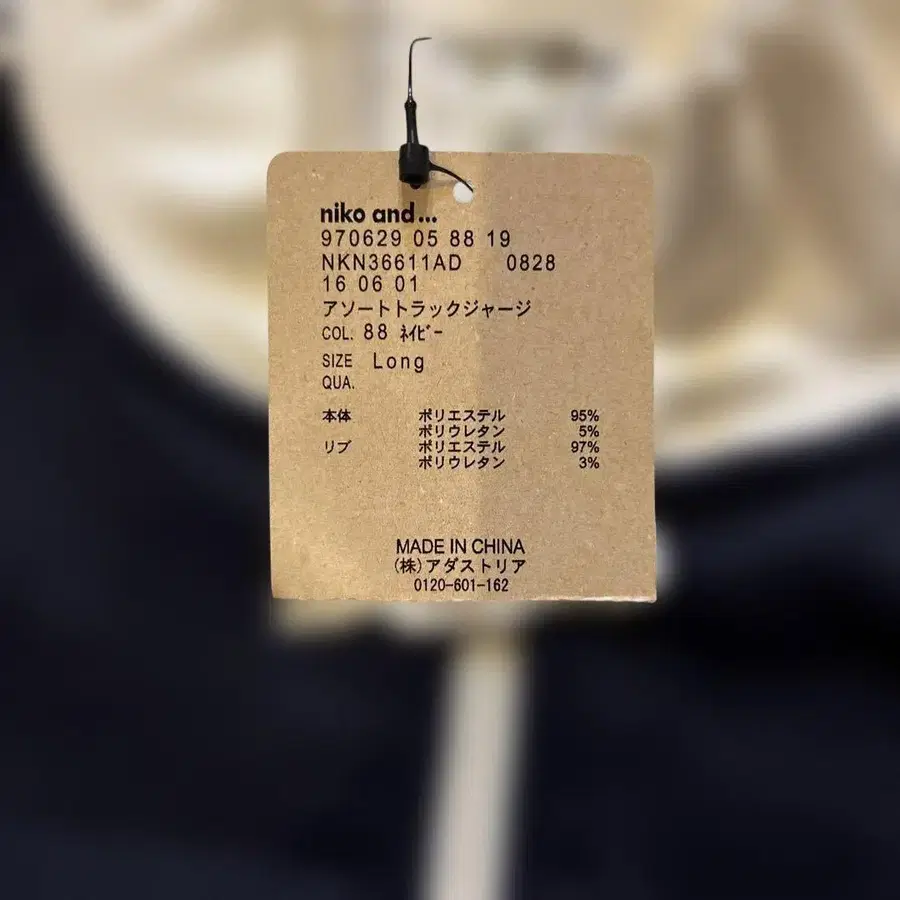 niko and...
970629 05 88 19
NKN36611AD 0828
16 06 01
アソートトラックジャージ
COL. 88 ﾈｲﾋﾞｰ
SIZE Long
QUA.
本体 ポリエステル 95%
ポリウレタン 5%
リブ ポリエステル 97%
ポリウレタン 3%
MADE IN CHINA
(株)アダストリア
0120-601-162